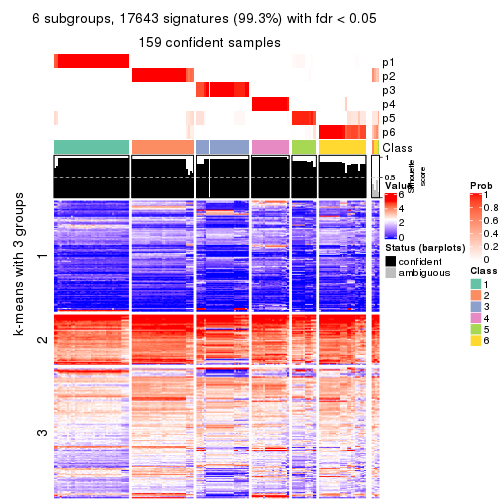 6 subgroups, 17643 signatures (99.3%) with fdr < 0.05
159 confident samples
p1
p2
p3
p4
p5
p6
Class
1
0.5
0
Silhouette
score
k-means with 3 groups
1
2
3
Value
6
4
2
0
Status (barplots)
confident
ambiguous
Prob
1
0.8
0.6
0.4
0.2
0
Class
1
2
3
4
5
6